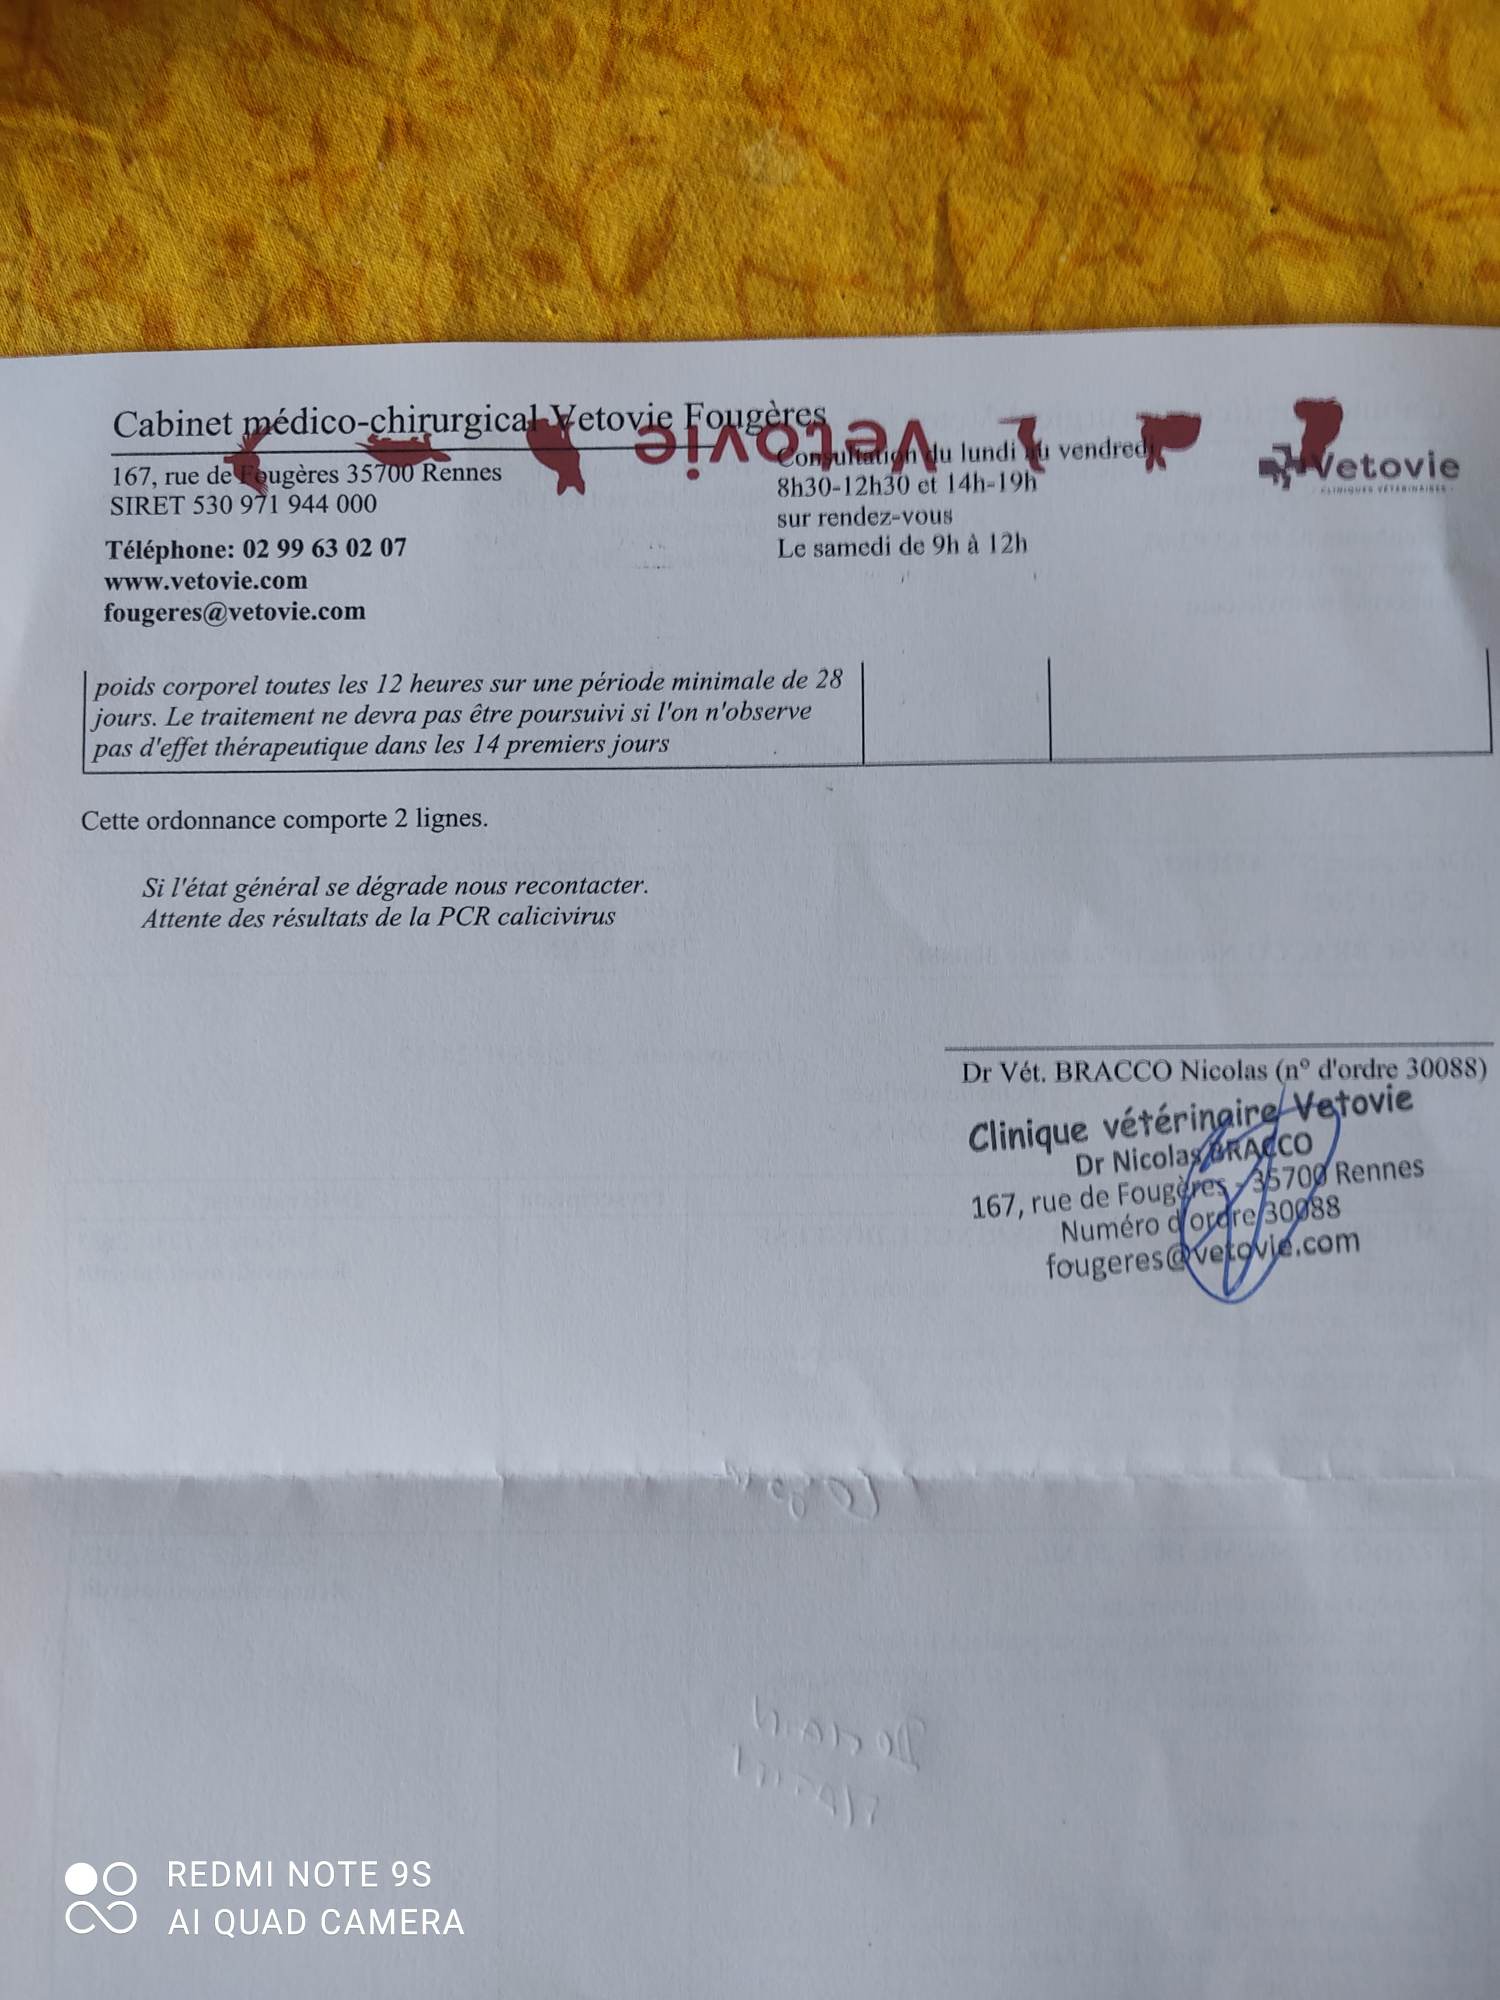 Cabinet médico-chirurgical Vetovie Fougères
vetovie
167, rue de Fougères 35700 Rennes
SIRET 530 971 944 000
Téléphone: 02 99 63 02 07
www.vetovie.com
fougeres@vetovie.com
Consultation du lundi au vendredi
8h30-12h30 et 14h-19h
sur rendez-vous
Le samedi de 9h à 12h
Vetovie
- CLINIQUES VÉTÉRINAIRES -
poids corporel toutes les 12 heures sur une période minimale de 28
jours. Le traitement ne devra pas être poursuivi si l'on n'observe
pas d'effet thérapeutique dans les 14 premiers jours
Cette ordonnance comporte 2 lignes.
Si l'état général se dégrade nous recontacter.
Attente des résultats de la PCR calicivirus
Dr Vét. BRACCO Nicolas (n° d'ordre 30088)
Clinique vétérinaire Vetovie
Dr Nicolas BRACCO
167, rue de Fougères - 35700 Rennes
Numéro d'ordre 30088
fougeres@vetovie.com
REDMI NOTE 9S
AI QUAD CAMERA